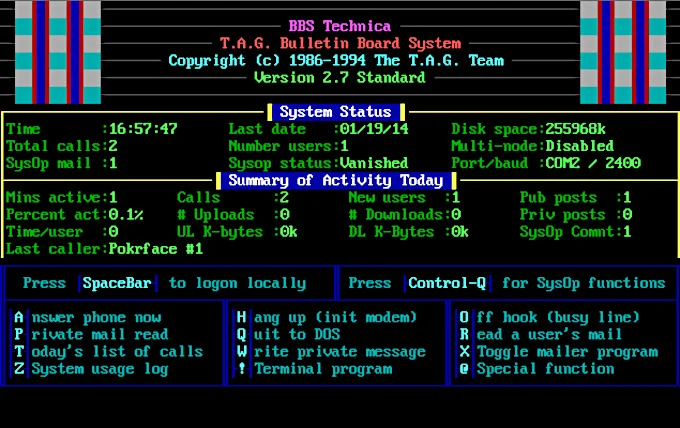 BBS Technica
T.A.G. Bulletin Board System
Copyright (c) 1986-1994 The T.A.G. Team
Version 2.7 Standard
System Status
Time :16:57:47 Last date :01/19/14 Disk space:255968k
Total calls:2 Number users:1 Multi-node:Disabled
SysOp mail :1 Sysop status:Vanished Port/baud :COM2 / 2400
Summary of Activity Today
Mins active:1 Calls :2 New users :1 Pub posts :1
Percent act:0.1% # Uploads :0 # Downloads:0 Priv posts :0
Time/user :0 UL K-bytes :0k DL K-Bytes :0k SysOp Commt:1
Last caller:Pokrface #1
Press SpaceBar to logon locally Press Control-Q for SysOp functions
A nswer phone now H ang up (init modem) O ff hook (busy line)
P rivate mail read Q uit to DOS R ead a user's mail
T oday's list of calls W rite private message X Toggle mailer program
Z System usage log ! Terminal program @ Special function